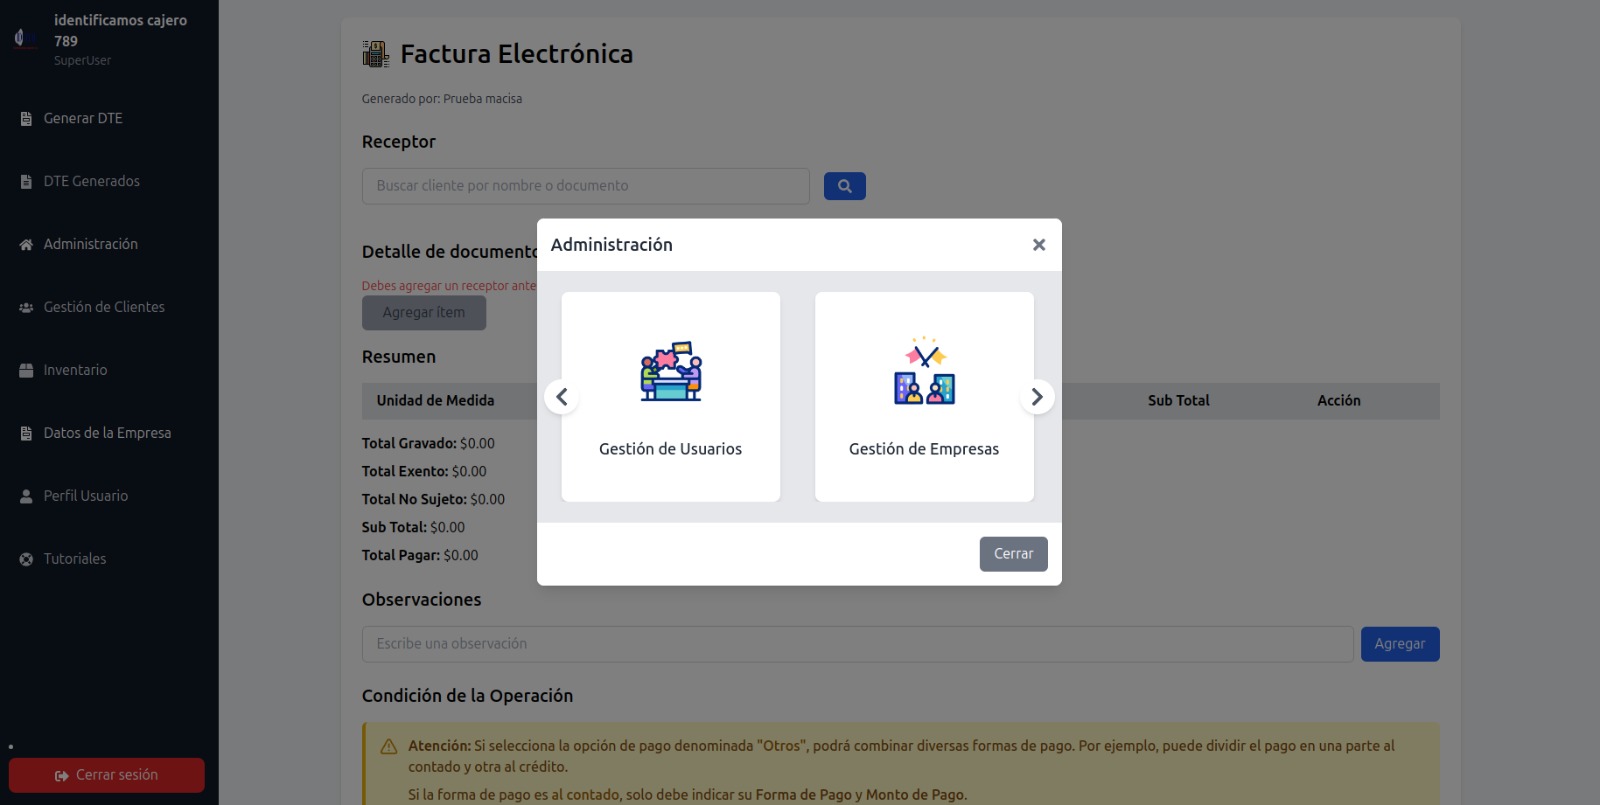 identificamos cajero
789
SuperUser
Generar DTE
DTE Generados
Administración
Gestión de Clientes
Inventario
Datos de la Empresa
Perfil Usuario
Tutoriales
Cerrar sesión
Factura Electrónica
Generado por: Prueba macisa
Receptor
Buscar cliente por nombre o documento
Detalle de documento
Debes agregar un receptor ante
Agregar ítem
Resumen
Unidad de Medida
Sub Total
Acción
Total Gravado: $0.00
Total Exento: $0.00
Total No Sujeto: $0.00
Sub Total: $0.00
Total Pagar: $0.00
Administración
Gestión de Usuarios
Gestión de Empresas
Cerrar
Observaciones
Escribe una observación
Agregar
Condición de la Operación
Atención: Si selecciona la opción de pago denominada "Otros", podrá combinar diversas formas de pago. Por ejemplo, puede dividir el pago en una parte al
contado y otra al crédito.
Si la forma de pago es al contado, solo debe indicar su Forma de Pago y Monto de Pago.